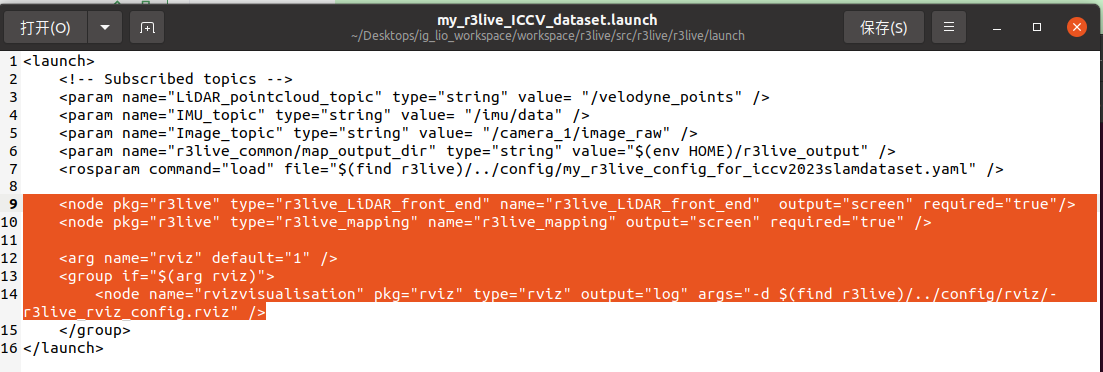 打开(O)
my_r3live_ICCV_dataset.launch
~/Desktops/ig_lio_workspace/workspace/r3live/src/r3live/r3live/launch
保存(S)
1 <launch>
2     <!-- Subscribed topics -->
3     <param name="LiDAR_pointcloud_topic" type="string" value= "/velodyne_points" />
4     <param name="IMU_topic" type="string" value= "/imu/data" />
5     <param name="Image_topic" type="string" value= "/camera_1/image_raw" />
6     <param name="r3live_common/map_output_dir" type="string" value="$(env HOME)/r3live_output" />
7     <rosparam command="load" file="$(find r3live)/../config/my_r3live_config_for_iccv2023slamdataset.yaml" />
8
9     <node pkg="r3live" type="r3live_LiDAR_front_end" name="r3live_LiDAR_front_end"  output="screen" required="true"/>
10     <node pkg="r3live" type="r3live_mapping" name="r3live_mapping" output="screen" required="true" />
11
12     <arg name="rviz" default="1" />
13     <group if="$(arg rviz)">
14         <node name="rvizvisualisation" pkg="rviz" type="rviz" output="log" args="-d $(find r3live)/../config/rviz/-
r3live_rviz_config.rviz" />
15     </group>
16 </launch>